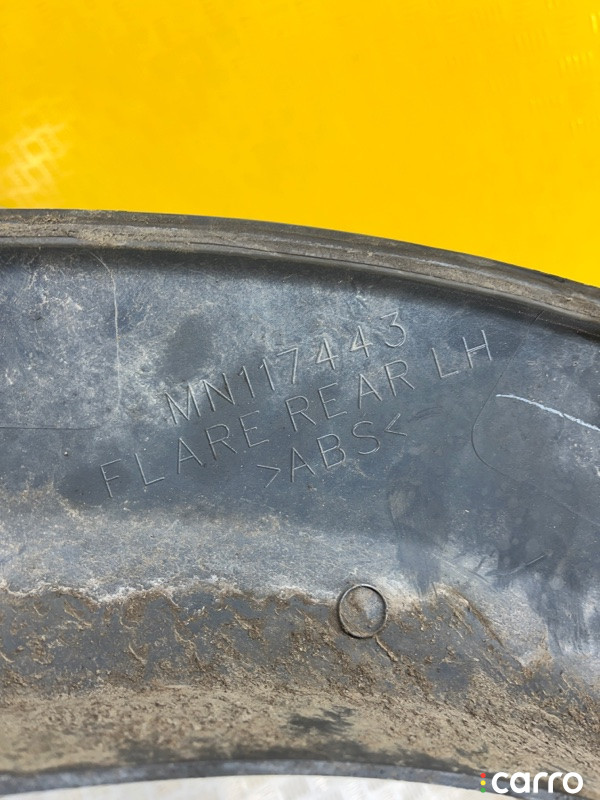 MN117443
FLARE REAR LH
>ABS<
carro